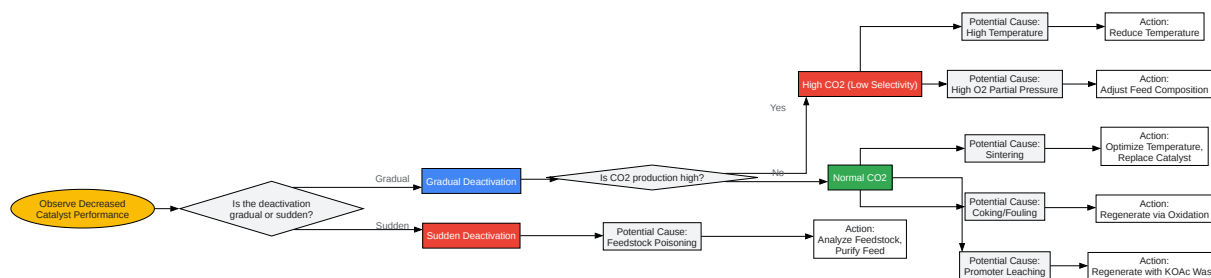 Observe Decreased
Catalyst Performance
Is the deactivation
gradual or sudden?
Gradual
Sudden
Gradual Deactivation
Sudden Deactivation
Is CO2 production high?
Yes
No
High CO2 (Low Selectivity)
Normal CO2
Potential Cause:
High Temperature
Action:
Reduce Temperature
Potential Cause:
High O2 Partial Pressure
Action:
Adjust Feed Composition
Potential Cause:
Sintering
Action:
Optimize Temperature,
Replace Catalyst
Potential Cause:
Coking/Fouling
Action:
Regenerate via Oxidation
Potential Cause:
Promoter Leaching
Action:
Regenerate with KOAc Was
Potential Cause:
Feedstock Poisoning
Action:
Analyze Feedstock,
Purify Feed